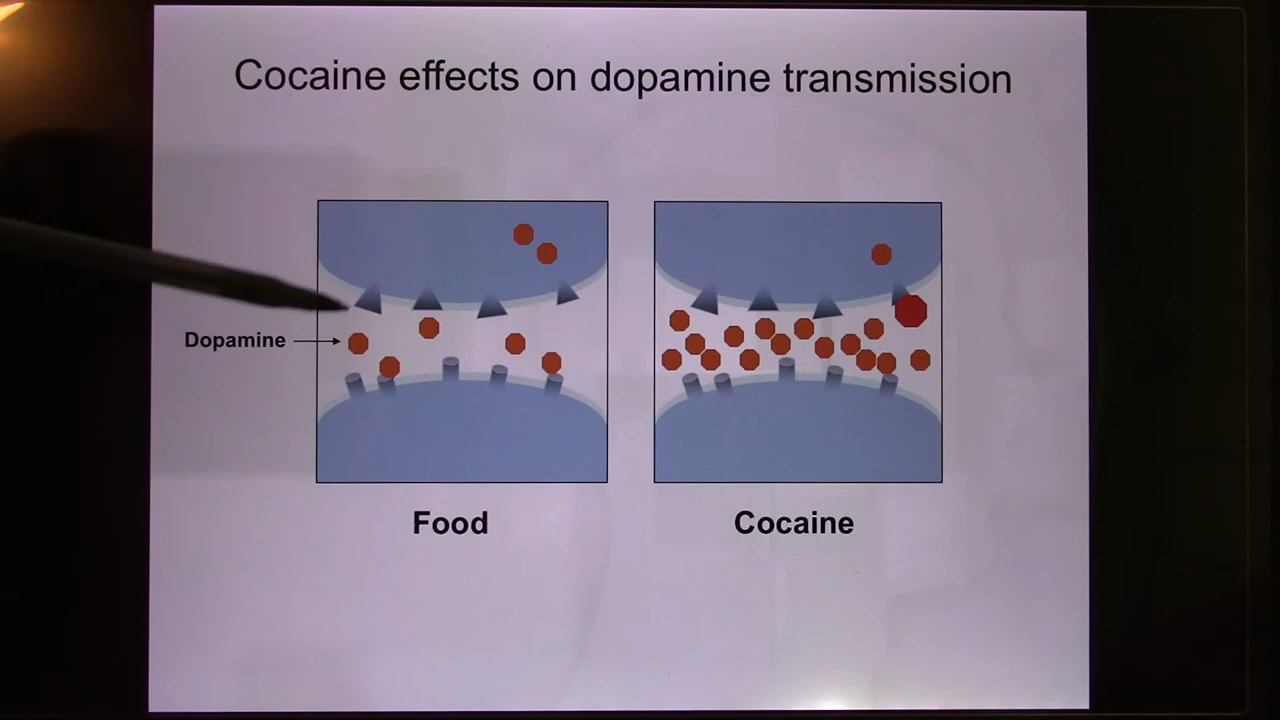 Cocaine effects on dopamine transmission
Dopamine
Food
Cocaine